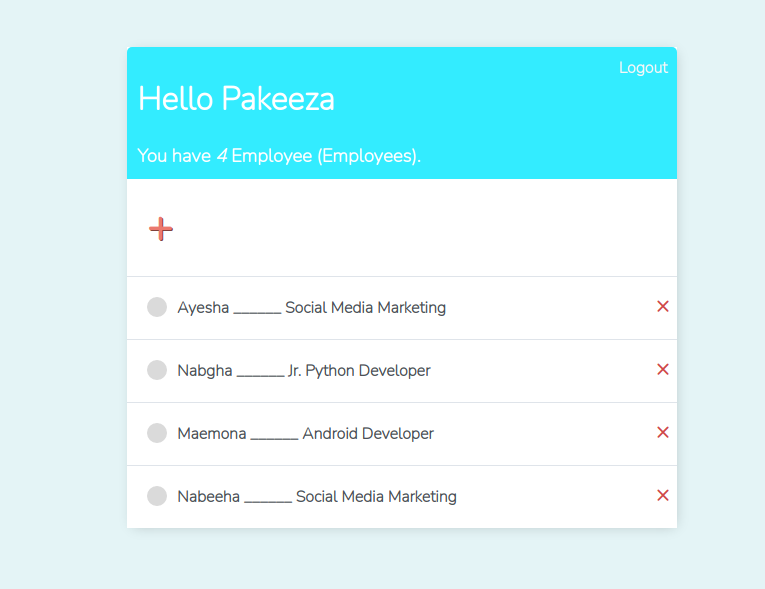 Logout
Hello Pakeeza
You have 4 Employee (Employees).
Ayesha ______ Social Media Marketing
Nabgha ______ Jr. Python Developer
Maemona ______ Android Developer
Nabeeha ______ Social Media Marketing